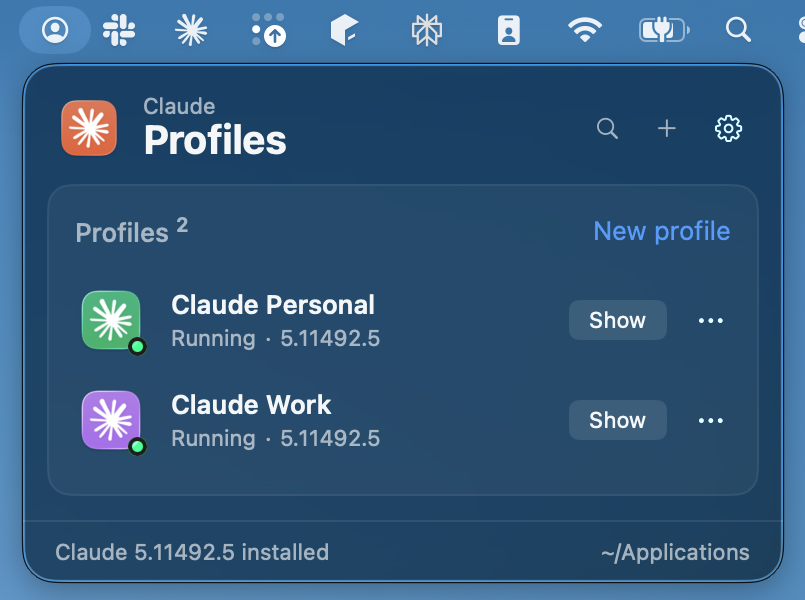 Claude
Profiles
Profiles 2
New profile
Claude Personal
Running · 5.11492.5
Show
Claude Work
Running · 5.11492.5
Show
Claude 5.11492.5 installed
~/Applications